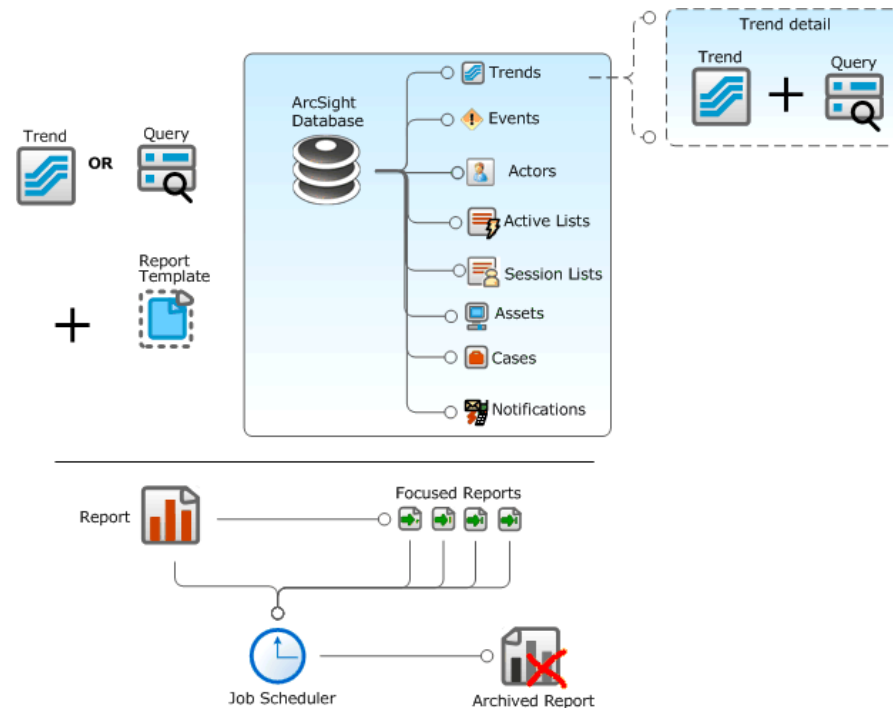 Trend detail
Trend
Query
ArcSight
Database
Trends
Events
Actors
Active Lists
Session Lists
Assets
Cases
Notifications
Trend
OR
Query
Report
Template
Report
Focused Reports
Job Scheduler
Archived Report